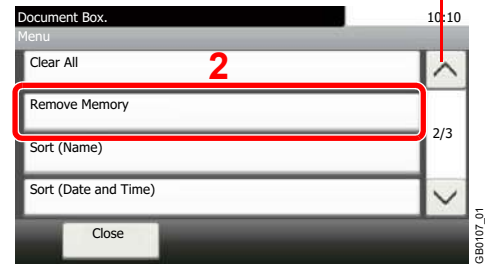 Document Box.
10:10
Menu
Clear All
2
Remove Memory
2/3
Sort (Name)
Sort (Date and Time)
Close
GB0107_01